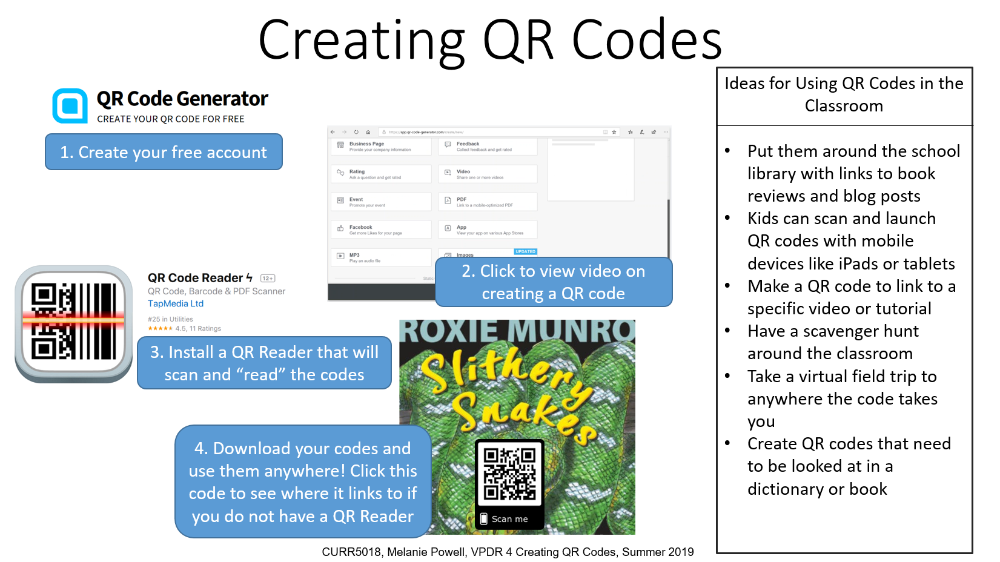 Creating QR Codes
QR Code Generator
CREATE YOUR QR CODE FOR FREE
1. Create your free account
https://app.qr-code-generator.com/create/new/
Business Page
Provide your company information
Feedback
Collect feedback and get rated
Rating
Ask a question and get rated
Video
Share one or more videos
Event
Promote your event
PDF
Link to a mobile-optimized PDF
Facebook
Get more Likes for your page
App
View your app on various App Stores
MP3
Play an audio file
UPDATED
Images
Static
2. Click to view video on
creating a QR code
QR Code Reader 12+
QR Code, Barcode & PDF Scanner
TapMedia Ltd
#25 in Utilities
4.5, 11 Ratings
3. Install a QR Reader that will
scan and “read” the codes
ROXIE MUNRO
Slithery
Snakes
Scan me
4. Download your codes and
use them anywhere! Click this
code to see where it links to if
you do not have a QR Reader
Ideas for Using QR Codes in the
Classroom
• Put them around the school
library with links to book
reviews and blog posts
• Kids can scan and launch
QR codes with mobile
devices like iPads or tablets
• Make a QR code to link to a
specific video or tutorial
• Have a scavenger hunt
around the classroom
• Take a virtual field trip to
anywhere the code takes
you
• Create QR codes that need
to be looked at in a
dictionary or book
CURR5018, Melanie Powell, VPDR 4 Creating QR Codes, Summer 2019